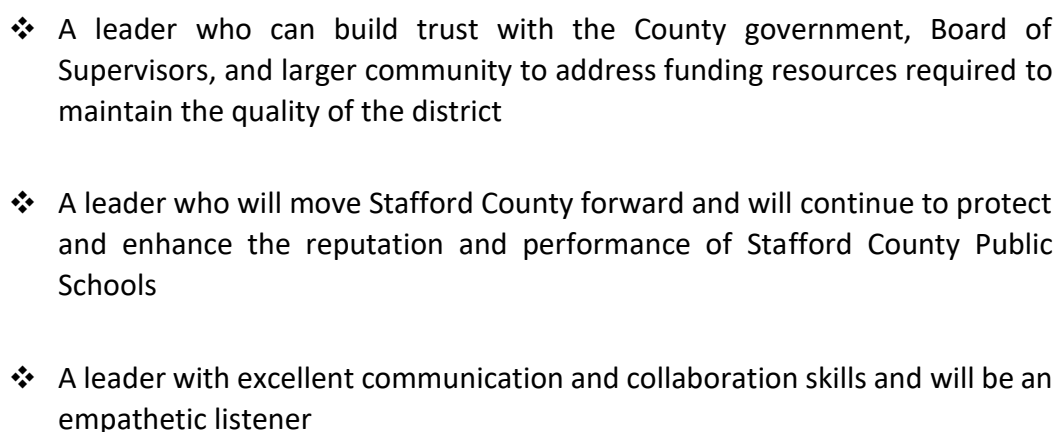 ❖ A leader who can build trust with the County government, Board of
Supervisors, and larger community to address funding resources required to
maintain the quality of the district
❖ A leader who will move Stafford County forward and will continue to protect
and enhance the reputation and performance of Stafford County Public
Schools
❖ A leader with excellent communication and collaboration skills and will be an
empathetic listener